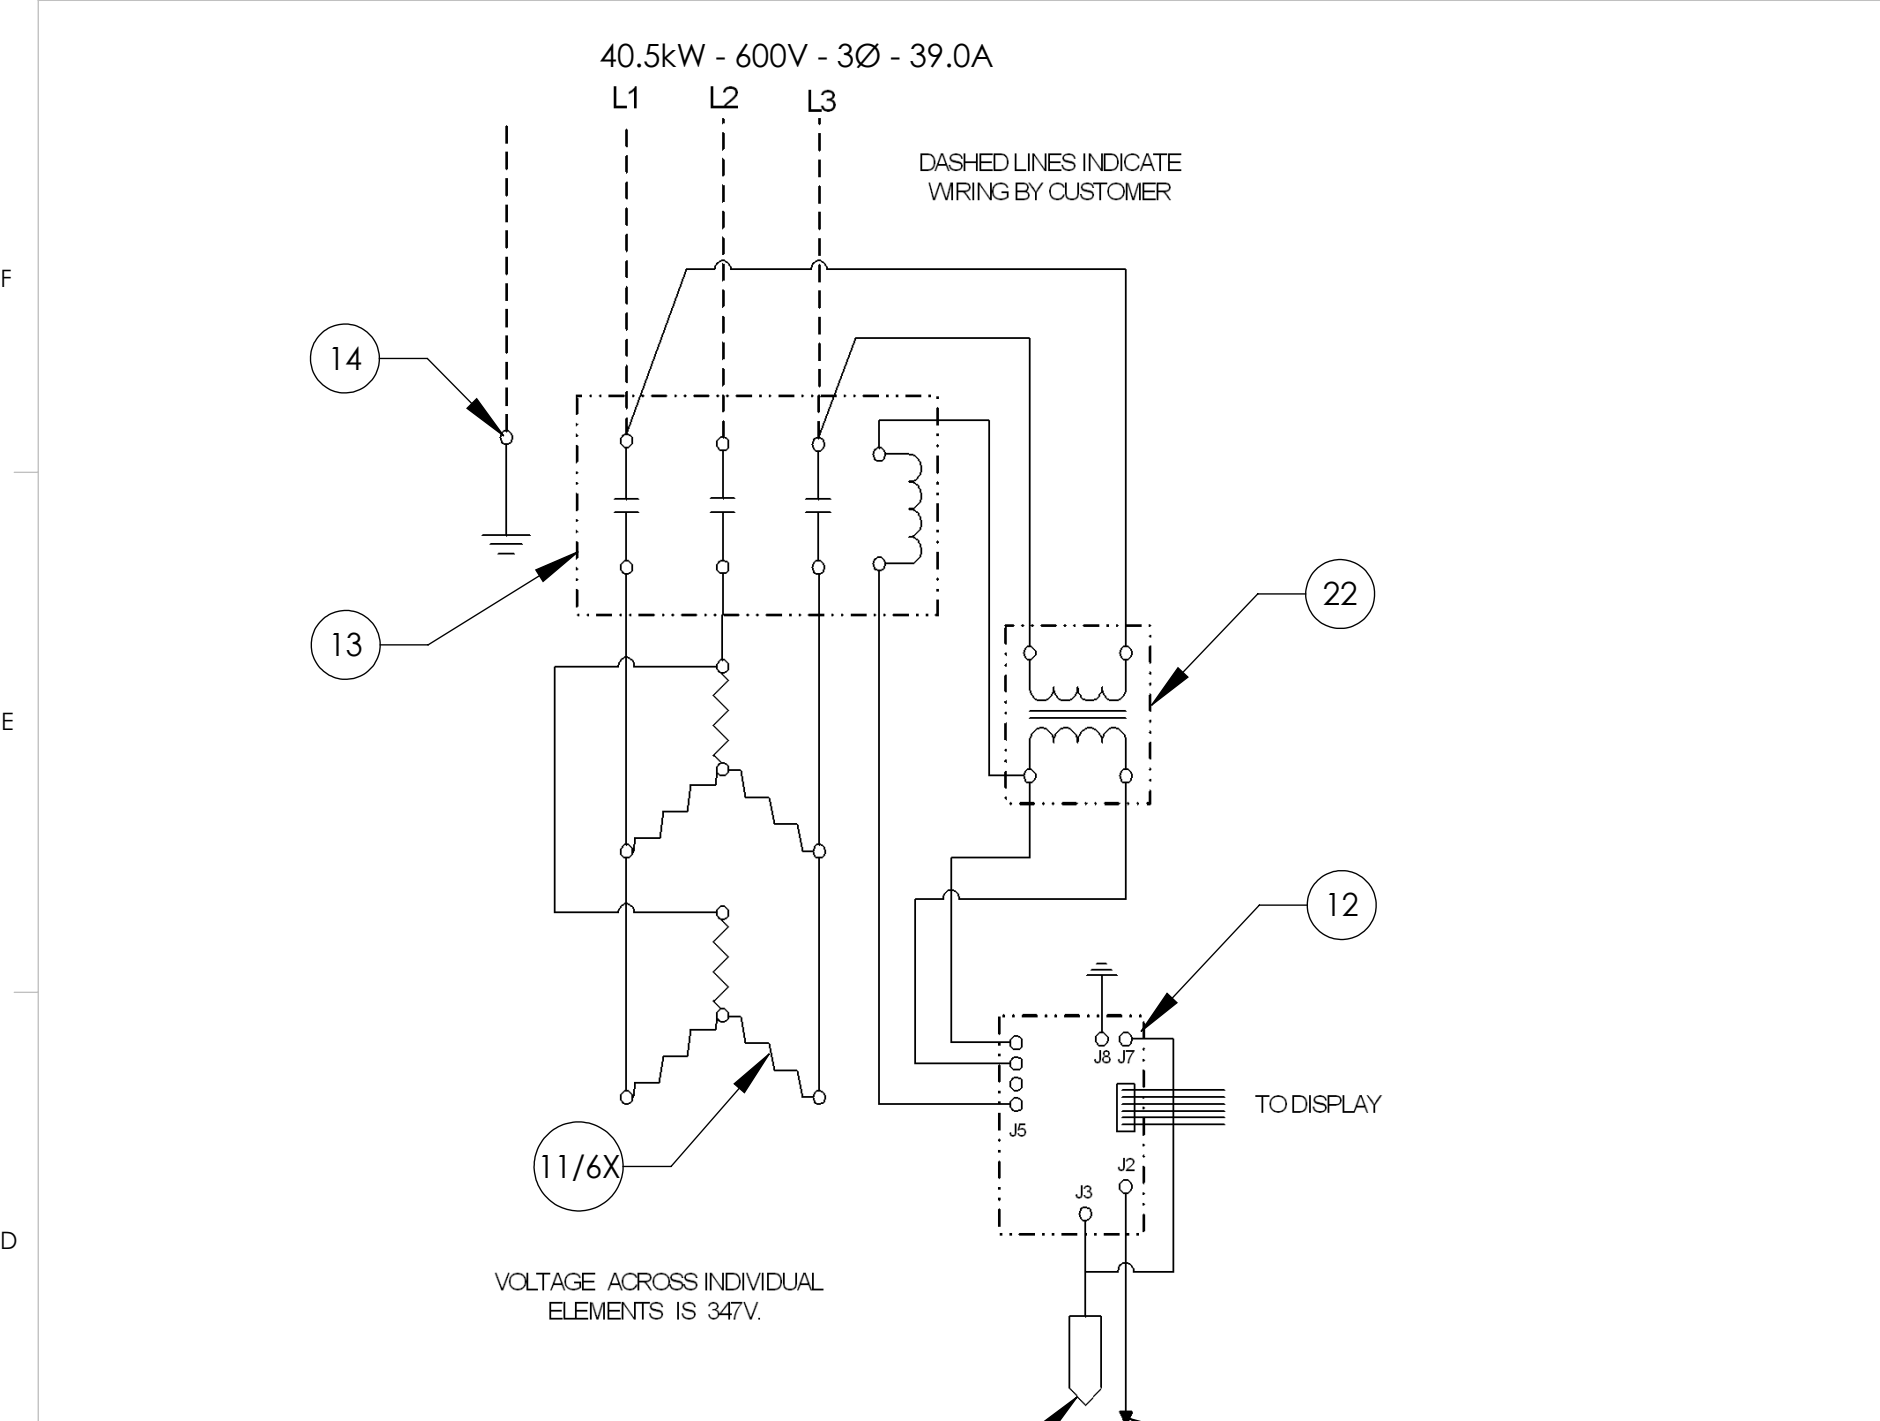 40.5kW - 600V - 3Ø - 39.0A
L1 L2 L3
DASHED LINES INDICATE
WIRING BY CUSTOMER
F
14
13
22
E
12
J8 J7
TO DISPLAY
J5
J2
11/6X
J3
D
VOLTAGE ACROSS INDIVIDUAL
ELEMENTS IS 347V.